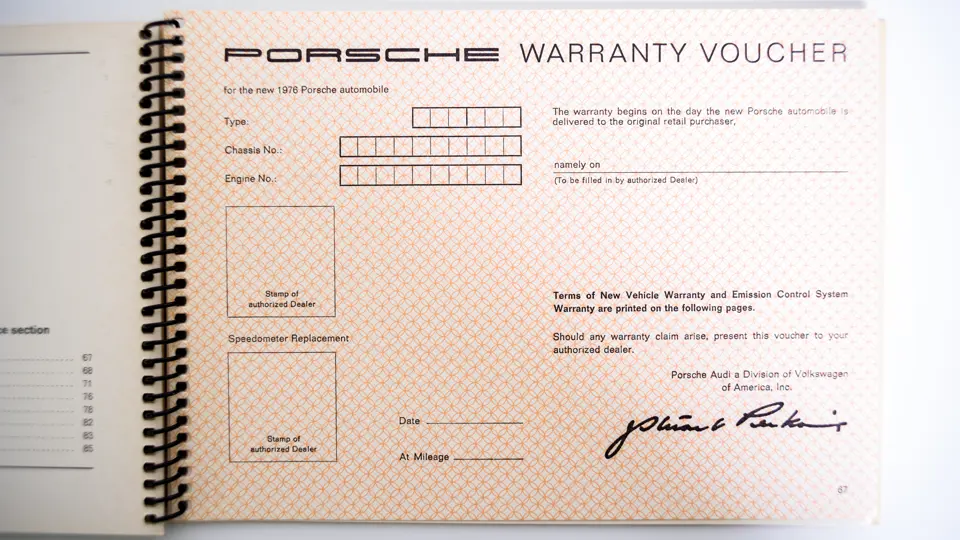 ce section
67
68
71
76
78
82
83
85
PORSCHE WARRANTY VOUCHER
for the new 1976 Porsche automobile
Type:
Chassis No.:
Engine No.:
Stamp of
authorized Dealer
Speedometer Replacement
Stamp of
authorized Dealer
Date
At Mileage
The warranty begins on the day the new Porsche automobile is
delivered to the original retail purchaser,
namely on
(To be filled in by authorized Dealer)
Terms of New Vehicle Warranty and Emission Control System
Warranty are printed on the following pages.
Should any warranty claim arise, present this voucher to your
authorized dealer.
Porsche Audi a Division of Volkswagen
of America, Inc.
67